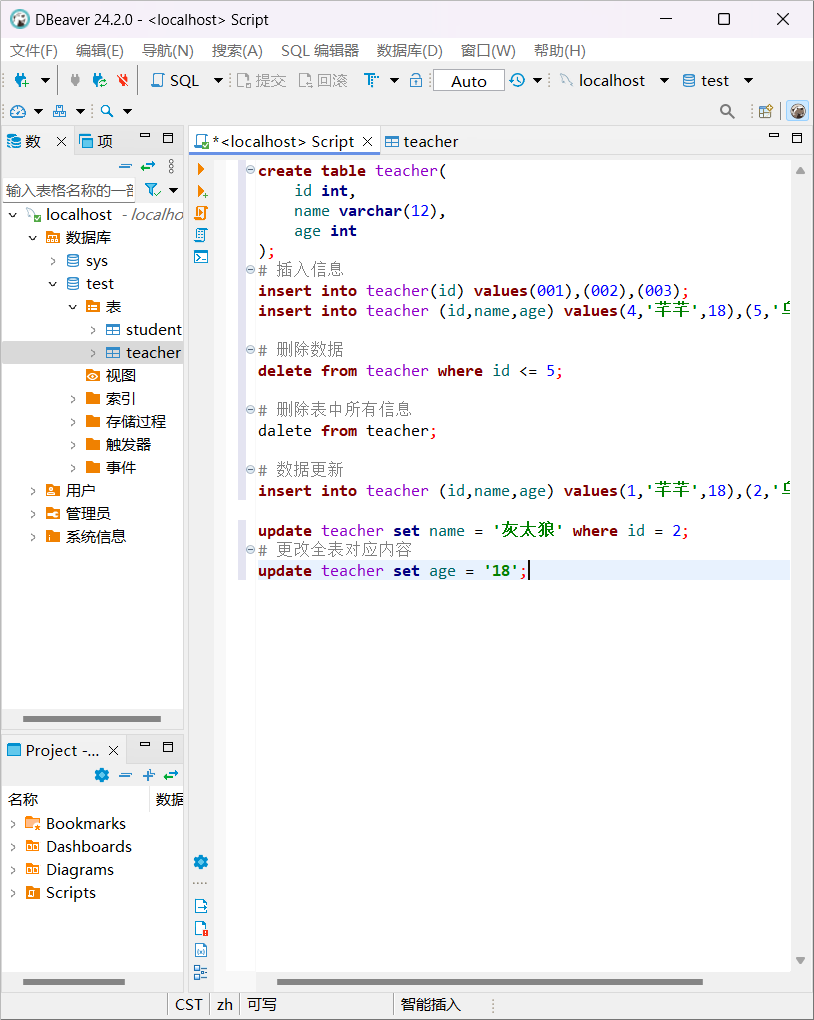 DBeaver 24.2.0 - <localhost> Script
文件(F) 编辑(E) 导航(N) 搜索(A) SQL 编辑器 数据库(D) 窗口(W) 帮助(H)
SQL 提交 回滚 Auto localhost test
数 项
*<localhost> Script teacher
输入表格名称的一部
localhost - localho
数据库
sys
test
表
student
teacher
视图
索引
存储过程
触发器
事件
用户
管理员
系统信息
create table teacher(
id int,
name varchar(12),
age int
);
# 插入信息
insert into teacher(id) values(001),(002),(003);
insert into teacher (id,name,age) values(4,'芊芊',18),(5,'
# 删除数据
delete from teacher where id <= 5;
# 删除表中所有信息
dalete from teacher;
# 数据更新
insert into teacher (id,name,age) values(1,'芊芊',18),(2,'
update teacher set name = '灰太狼' where id = 2;
# 更改全表对应内容
update teacher set age = '18';
Project -...
名称 数据
Bookmarks
Dashboards
Diagrams
Scripts
CST zh 可写 智能插入